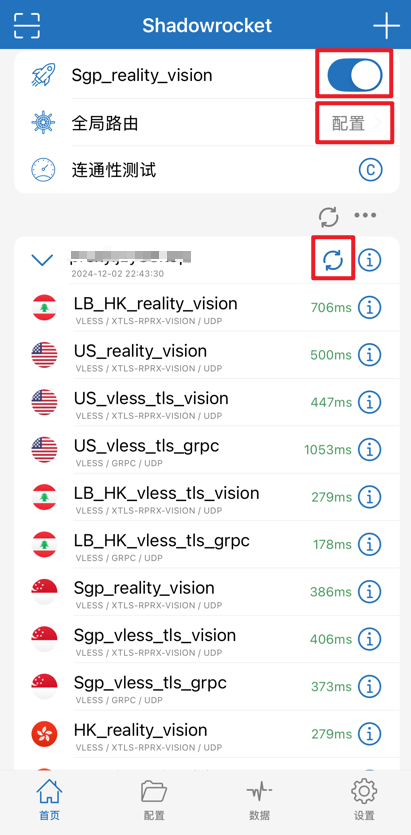 Shadowrocket
Sgp_reality_vision
全局路由
配置
连通性测试
C
2024-12-02 22:43:30
LB_HK_reality_vision
706ms
VLESS / XTLS-RPRX-VISION / UDP
US_reality_vision
500ms
VLESS / XTLS-RPRX-VISION / UDP
US_vless_tls_vision
447ms
VLESS / XTLS-RPRX-VISION / UDP
US_vless_tls_grpc
1053ms
VLESS / GRPC / UDP
LB_HK_vless_tls_vision
279ms
VLESS / XTLS-RPRX-VISION / UDP
LB_HK_vless_tls_grpc
178ms
VLESS / GRPC / UDP
Sgp_reality_vision
386ms
VLESS / XTLS-RPRX-VISION / UDP
Sgp_vless_tls_vision
406ms
VLESS / XTLS-RPRX-VISION / UDP
Sgp_vless_tls_grpc
373ms
VLESS / GRPC / UDP
HK_reality_vision
279ms
VLESS / XTLS-RPRX-VISION / UDP
首页
配置
数据
设置